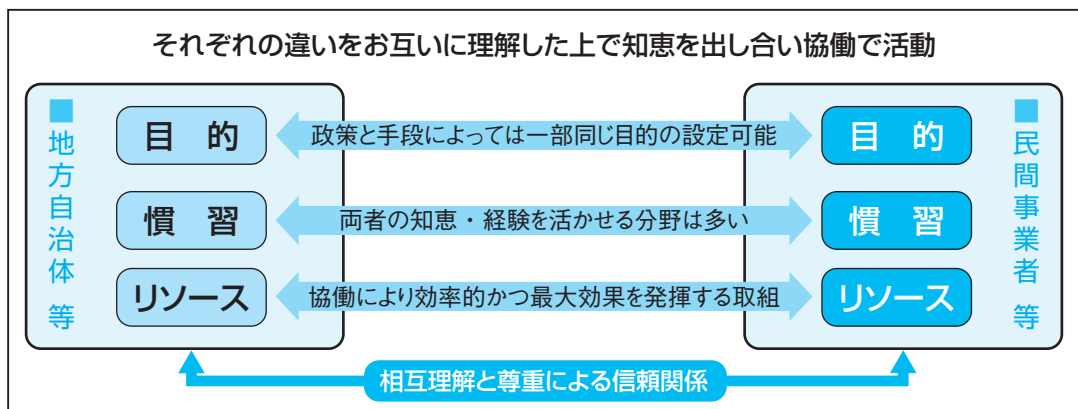 それぞれの違いをお互いに理解した上で知恵を出し合い協働で活動
■地方自治体 等
目 的
政策と手段によっては一部同じ目的の設定可能
目 的
慣 習
両者の知恵・経験を活かせる分野は多い
慣 習
リソース
協働により効率的かつ最大効果を発揮する取組
リソース
■民間事業者 等
相互理解と尊重による信頼関係